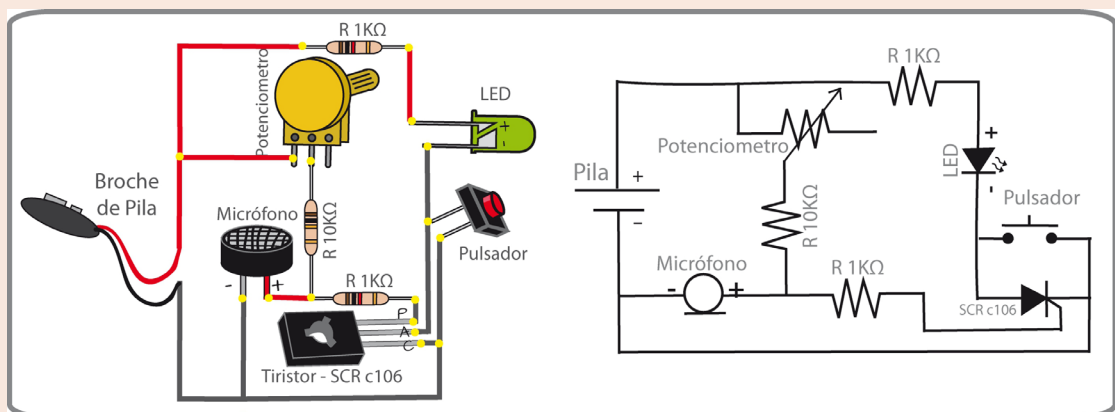 R 1KΩ
Potenciometro
LED
+
-
Broche
de Pila
Micrófono
R 10KΩ
Pulsador
-
+
R 1KΩ
P
A
C
Tiristor - SCR c106
R 1KΩ
Potenciometro
Pila
+
-
LED
+
-
Pulsador
R 10KΩ
Micrófono
-
+
R 1KΩ
SCR c106